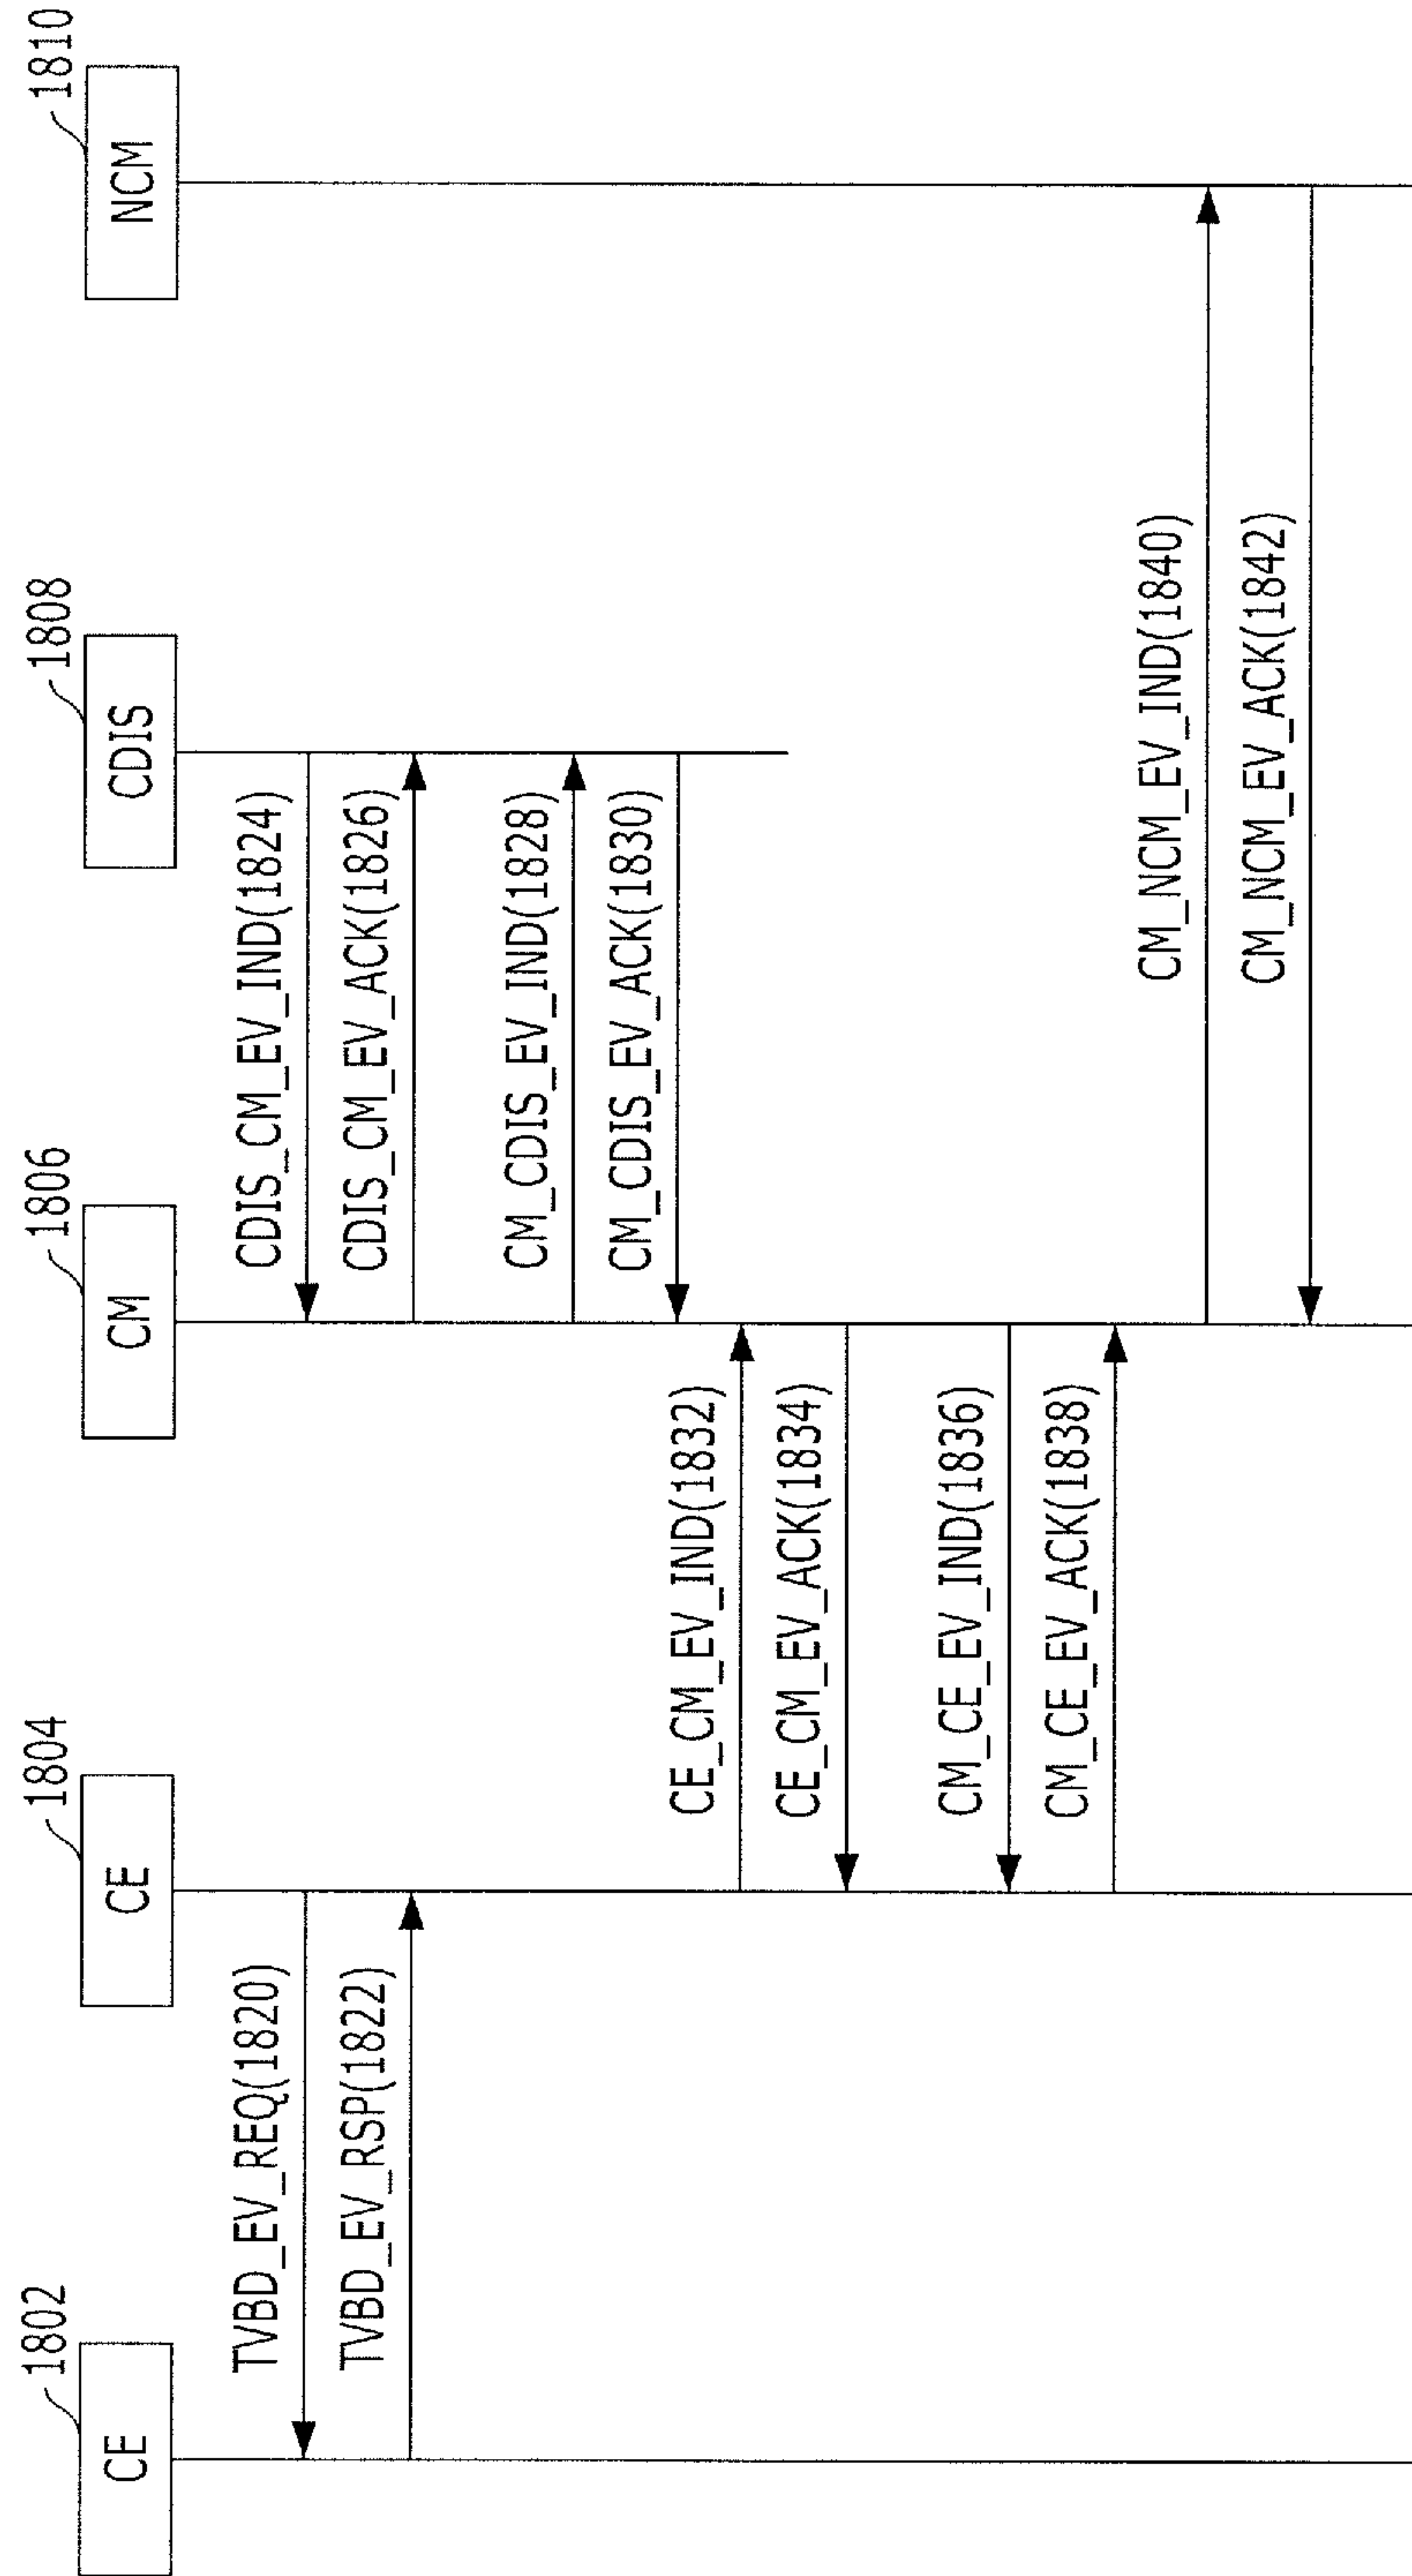 1802
CE
1804
CE
1806
CM
1808
CDIS
1810
NCM
TVBD_EV_REQ(1820)
TVBD_EV_RSP(1822)
CDIS_CM_EV_IND(1824)
CDIS_CM_EV_ACK(1826)
CM_CDIS_EV_IND(1828)
CM_CDIS_EV_ACK(1830)
CE_CM_EV_IND(1832)
CE_CM_EV_ACK(1834)
CM_CE_EV_IND(1836)
CM_CE_EV_ACK(1838)
CM_NCM_EV_IND(1840)
CM_NCM_EV_ACK(1842)